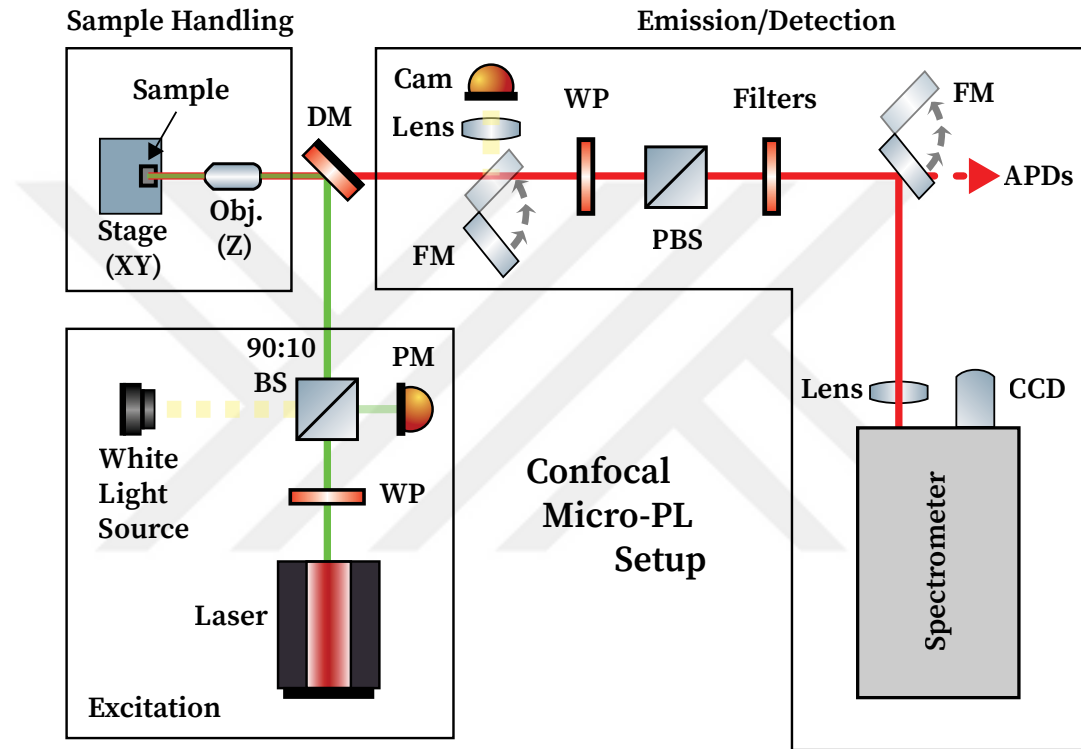 Sample Handling
Emission/Detection
Sample
DM
Cam
Lens
WP
Filters
FM
APDs
Stage
(XY)
Obj.
(Z)
FM
PBS
90:10
BS
PM
White
Light
Source
WP
Laser
Excitation
Confocal
Micro-PL
Setup
Lens
CCD
Spectrometer